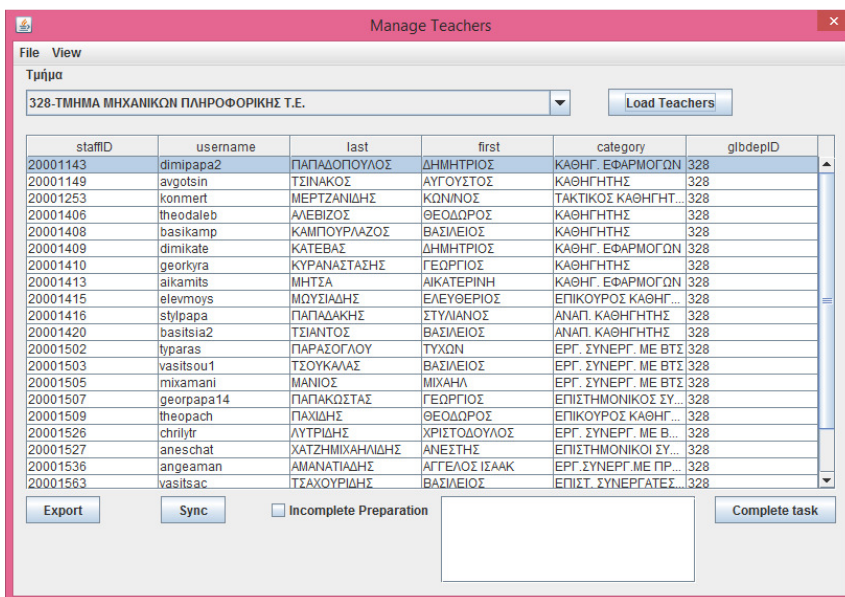 Manage Teachers
File View
Τμήμα
328-ΤΜΗΜΑ ΜΗΧΑΝΙΚΩΝ ΠΛΗΡΟΦΟΡΙΚΗΣ Τ.Ε. Load Teachers
staffID username last first category glbdepID
20001143 dimipapa2 ΠΑΠΑΔΟΠΟΥΛΟΣ ΔΗΜΗΤΡΙΟΣ ΚΑΘΗΓ. ΕΦΑΡΜΟΓΩΝ 328
20001149 avgotsin ΤΣΙΝΑΚΟΣ ΑΥΓΟΥΣΤΟΣ ΚΑΘΗΓΗΤΗΣ 328
20001253 konmert ΜΕΡΤΖΑΝΙΔΗΣ ΚΩΝ/ΝΟΣ ΤΑΚΤΙΚΟΣ ΚΑΘΗΓΗΤ... 328
20001406 theodaleb ΑΛΕΒΙΖΟΣ ΘΕΟΔΩΡΟΣ ΚΑΘΗΓΗΤΗΣ 328
20001408 basikamp ΚΑΜΠΟΥΡΛΑΖΟΣ ΒΑΣΙΛΕΙΟΣ ΚΑΘΗΓΗΤΗΣ 328
20001409 dimikate ΚΑΤΕΒΑΣ ΔΗΜΗΤΡΙΟΣ ΚΑΘΗΓ. ΕΦΑΡΜΟΓΩΝ 328
20001410 georkyra ΚΥΡΑΝΑΣΤΑΣΗΣ ΓΕΩΡΓΙΟΣ ΚΑΘΗΓΗΤΗΣ 328
20001413 aikamits ΜΗΤΣΑ ΑΙΚΑΤΕΡΙΝΗ ΚΑΘΗΓ. ΕΦΑΡΜΟΓΩΝ 328
20001415 elevmoys ΜΩΥΣΙΑΔΗΣ ΕΛΕΥΘΕΡΙΟΣ ΕΠΙΚΟΥΡΟΣ ΚΑΘΗΓ... 328
20001416 stylpapa ΠΑΠΑΔΑΚΗΣ ΣΤΥΛΙΑΝΟΣ ΑΝΑΠ. ΚΑΘΗΓΗΤΗΣ 328
20001420 basitsia2 ΤΣΙΑΝΤΟΣ ΒΑΣΙΛΕΙΟΣ ΑΝΑΠ. ΚΑΘΗΓΗΤΗΣ 328
20001502 typaras ΠΑΡΑΣΟΓΛΟΥ ΤΥΧΩΝ ΕΡΓ. ΣΥΝΕΡΓ. ΜΕ ΒΤΣ 328
20001503 vasitsou1 ΤΣΟΥΚΑΛΑΣ ΒΑΣΙΛΕΙΟΣ ΕΡΓ. ΣΥΝΕΡΓ. ΜΕ ΒΤΣ 328
20001505 mixamani ΜΑΝΙΟΣ ΜΙΧΑΗΛ ΕΡΓ. ΣΥΝΕΡΓ. ΜΕ ΒΤΣ 328
20001507 georpapa14 ΠΑΠΑΚΩΣΤΑΣ ΓΕΩΡΓΙΟΣ ΕΠΙΣΤΗΜΟΝΙΚΟΣ ΣΥ... 328
20001509 theopach ΠΑΧΙΔΗΣ ΘΕΟΔΩΡΟΣ ΕΠΙΚΟΥΡΟΣ ΚΑΘΗΓ... 328
20001526 chrilytr ΛΥΤΡΙΔΗΣ ΧΡΙΣΤΟΔΟΥΛΟΣ ΕΡΓ. ΣΥΝΕΡΓ. ΜΕ Β... 328
20001527 aneschat ΧΑΤΖΗΜΙΧΑΗΛΙΔΗΣ ΑΝΕΣΤΗΣ ΕΠΙΣΤΗΜΟΝΙΚΟΙ ΣΥ... 328
20001536 angeaman ΑΜΑΝΑΤΙΑΔΗΣ ΑΓΓΕΛΟΣ ΙΣΑΑΚ ΕΡΓ.ΣΥΝΕΡΓ.ΜΕ ΠΡ... 328
20001563 vasitsac ΤΣΑΧΟΥΡΙΔΗΣ ΒΑΣΙΛΕΙΟΣ ΕΠΙΣΤ. ΣΥΝΕΡΓΑΤΕΣ... 328
Export Sync Incomplete Preparation Complete task